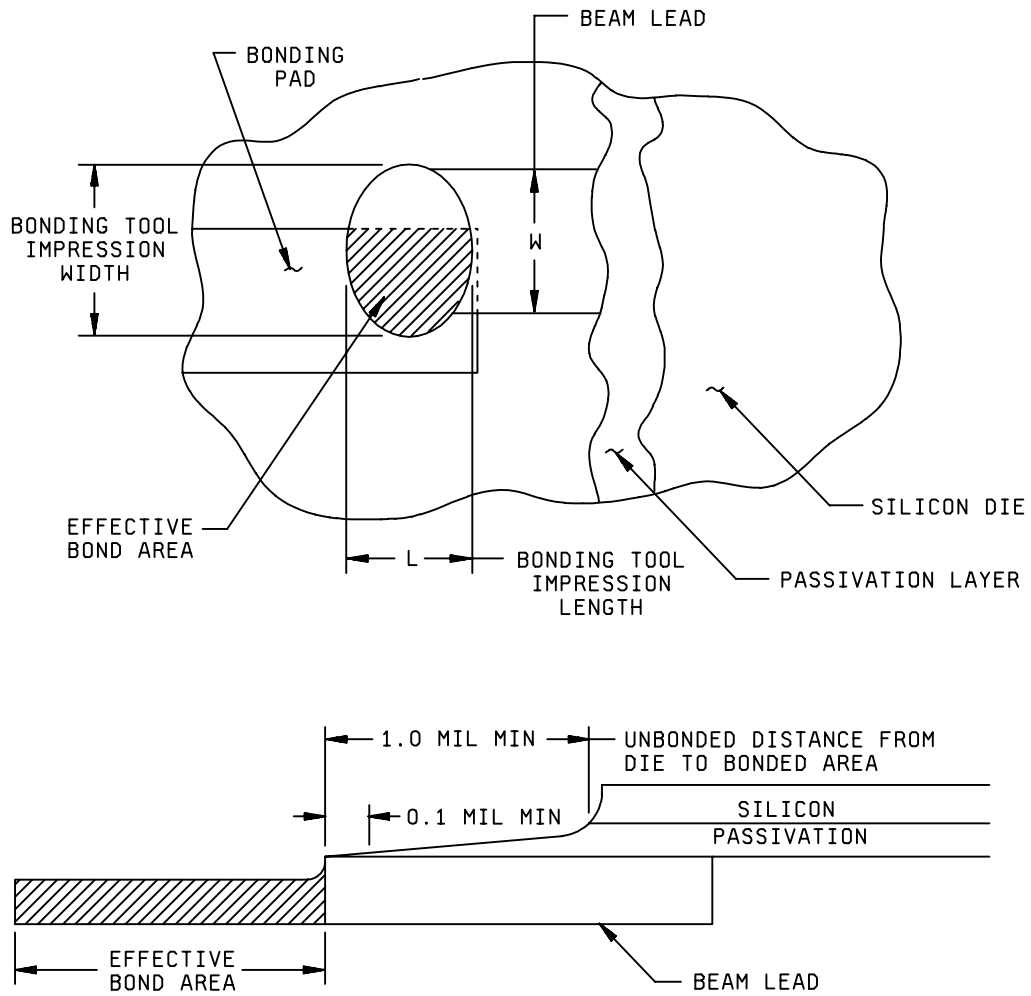 BEAM LEAD
BONDING
PAD
BONDING TOOL
IMPRESSION
WIDTH
W
EFFECTIVE
BOND AREA
L
BONDING TOOL
IMPRESSION
LENGTH
SILICON DIE
PASSIVATION LAYER
1.0 MIL MIN
UNBONDED DISTANCE FROM
DIE TO BONDED AREA
0.1 MIL MIN
SILICON
PASSIVATION
EFFECTIVE
BOND AREA
BEAM LEAD